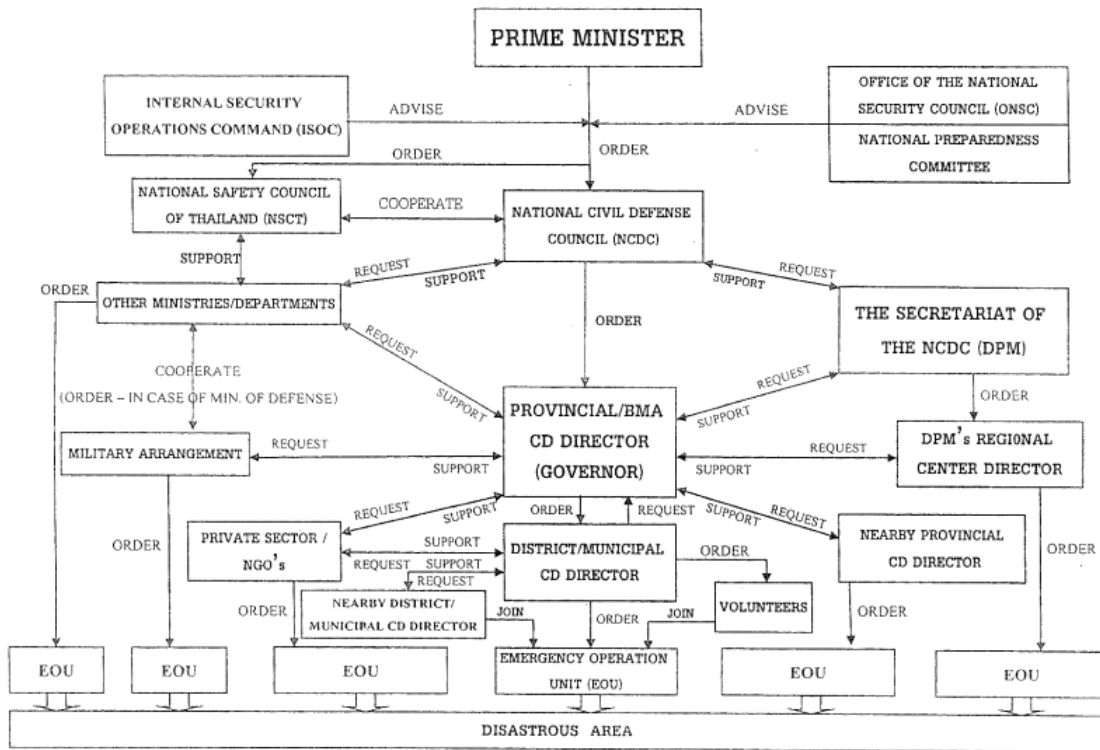 PRIME MINISTER
INTERNAL SECURITY
OPERATIONS COMMAND (ISOC)
ADVISE
ADVISE
OFFICE OF THE NATIONAL
SECURITY COUNCIL (ONSC)
NATIONAL PREPAREDNESS
COMMITTEE
ORDER
ORDER
NATIONAL SAFETY COUNCIL
OF THAILAND (NSCT)
COOPERATE
NATIONAL CIVIL DEFENSE
COUNCIL (NCDC)
SUPPORT
REQUEST
SUPPORT
REQUEST
SUPPORT
ORDER
OTHER MINISTRIES/DEPARTMENTS
ORDER
THE SECRETARIAT OF
THE NCDC (DPM)
REQUEST
SUPPORT
REQUEST
SUPPORT
COOPERATE
(ORDER – IN CASE OF MIN. OF DEFENSE)
ORDER
PROVINCIAL/BMA
CD DIRECTOR
(GOVERNOR)
MILITARY ARRANGEMENT
REQUEST
SUPPORT
REQUEST
SUPPORT
DPM's REGIONAL
CENTER DIRECTOR
ORDER
REQUEST
SUPPORT
ORDER
REQUEST
SUPPORT
REQUEST
ORDER
PRIVATE SECTOR /
NGO's
SUPPORT
REQUEST
SUPPORT
REQUEST
DISTRICT/MUNICIPAL
CD DIRECTOR
ORDER
NEARBY PROVINCIAL
CD DIRECTOR
ORDER
NEARBY DISTRICT/
MUNICIPAL CD DIRECTOR
JOIN
ORDER
JOIN
VOLUNTEERS
ORDER
EOU
EOU
EOU
EMERGENCY OPERATION
UNIT (EOU)
EOU
EOU
DISASTROUS AREA